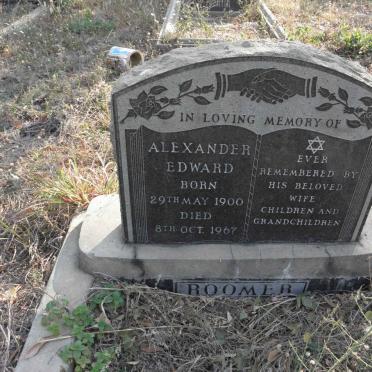 IN LOVING MEMORY OF
ALEXANDER
EDWARD
BORN
29TH MAY 1900
DIED
8TH OCT. 1967
EVER
REMEMBERED BY
HIS BELOVED
WIFE
CHILDREN AND
GRANDCHILDREN
BOOMER